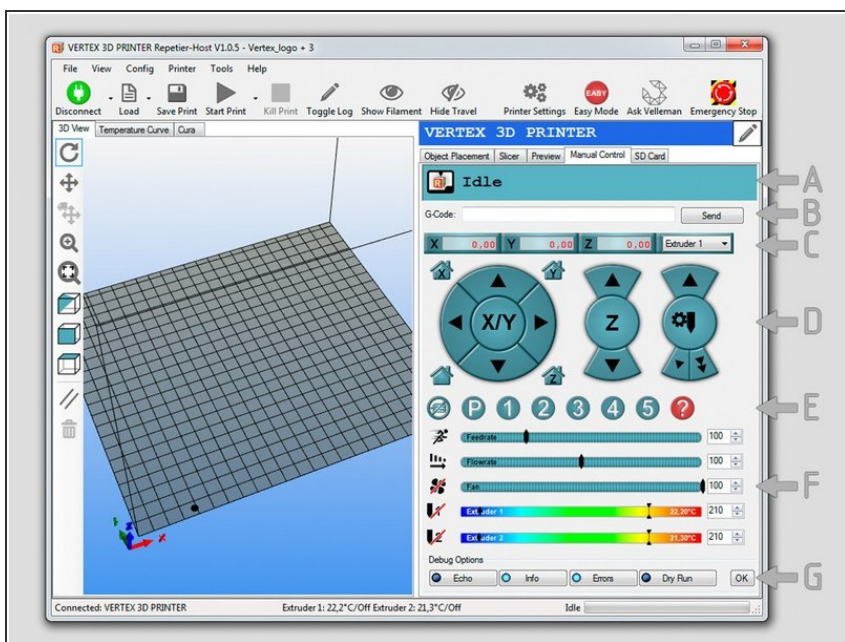 VERTEX 3D PRINTER Repetier-Host V1.0.5 - Vertex_logo + 3
File View Config Printer Tools Help
Disconnect Load Save Print Start Print Kill Print Toggle Log Show Filament Hide Travel Printer Settings Easy Mode Ask Velleman Emergency Stop
EASY
3D View Temperature Curve Cura
VERTEX 3D PRINTER
Object Placement Slicer Preview Manual Control SD Card
Idle
A
G-Code: Send
B
X 0,00 Y 0,00 Z 0,00 Extruder 1
C
X Y
X/Y Z
D
Z
P 1 2 3 4 5 ?
E
Feedrate 100
Flowrate 100
Fan 100
F
1 Extruder 1 22,20°C 210
2 Extruder 2 21,30°C 210
Debug Options
Echo Info Errors Dry Run OK
G
Y Z X
Connected: VERTEX 3D PRINTER Extruder 1: 22,2°C/Off Extruder 2: 21,3°C/Off Idle